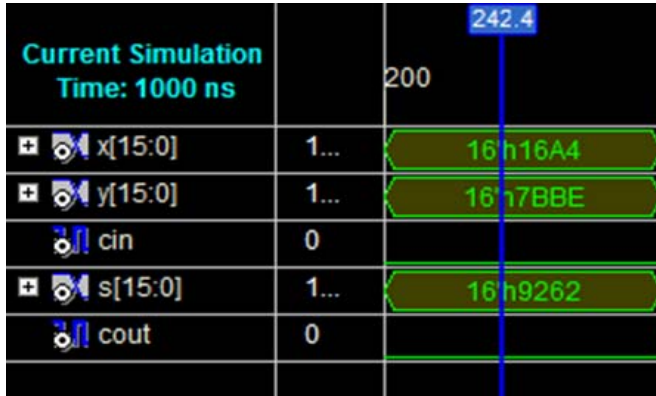 242.4
Current Simulation
Time: 1000 ns
200
x[15:0] 1... 16'h16A4
y[15:0] 1... 16'h7BBE
cin 0
s[15:0] 1... 16'h9262
cout 0